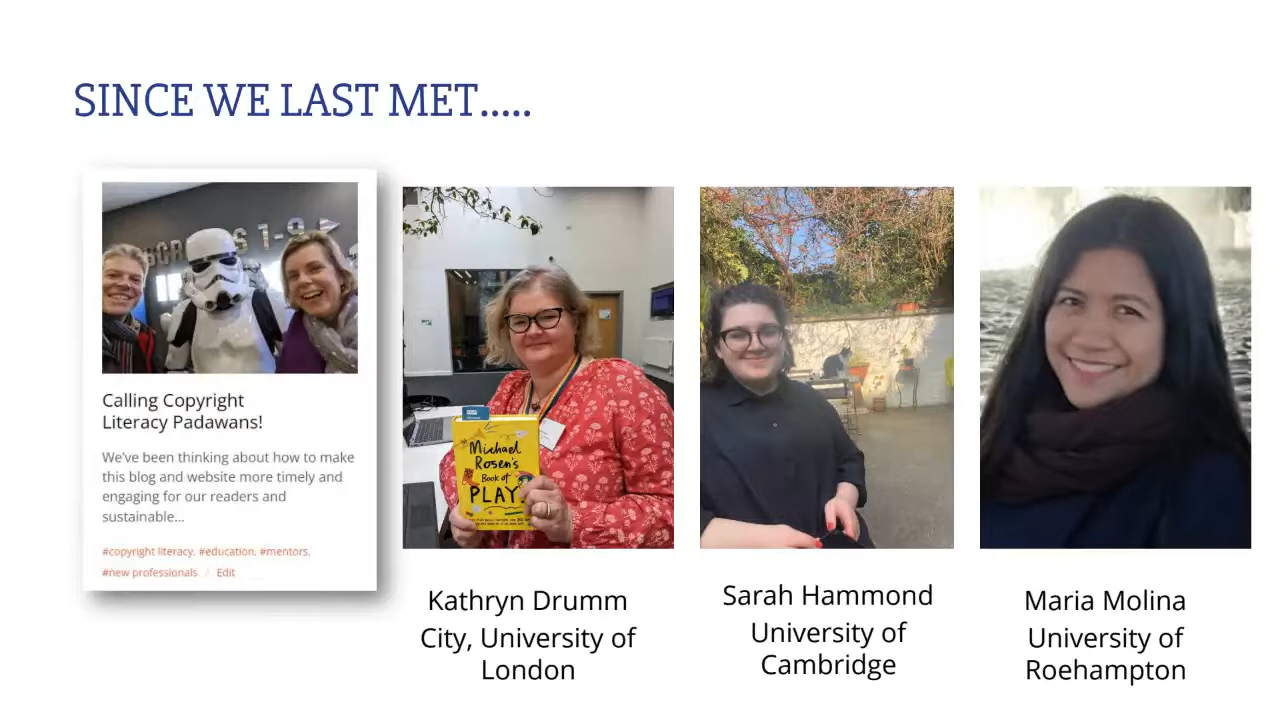 SINCE WE LAST MET.....
Calling Copyright
Literacy Padawans!
We've been thinking about how to make
this blog and website more timely and
engaging for our readers and
sustainable...
#copyright literacy, #education, #mentors,
#new professionals / Edit
Michael
Rosen's
Book of
PLAY
Kathryn Drumm
City, University of
London
Sarah Hammond
University of
Cambridge
Maria Molina
University of
Roehampton